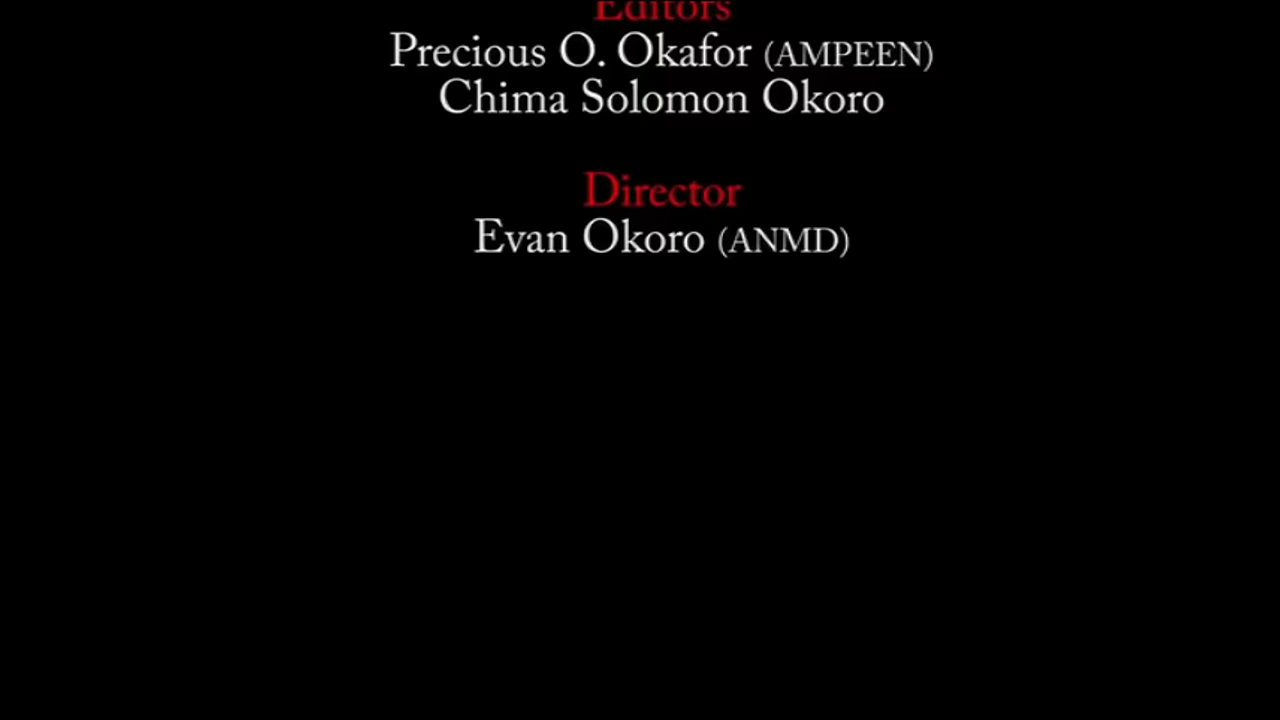 Editors
Precious O. Okafor (AMPEEN)
Chima Solomon Okoro
Director
Evan Okoro (ANMD)